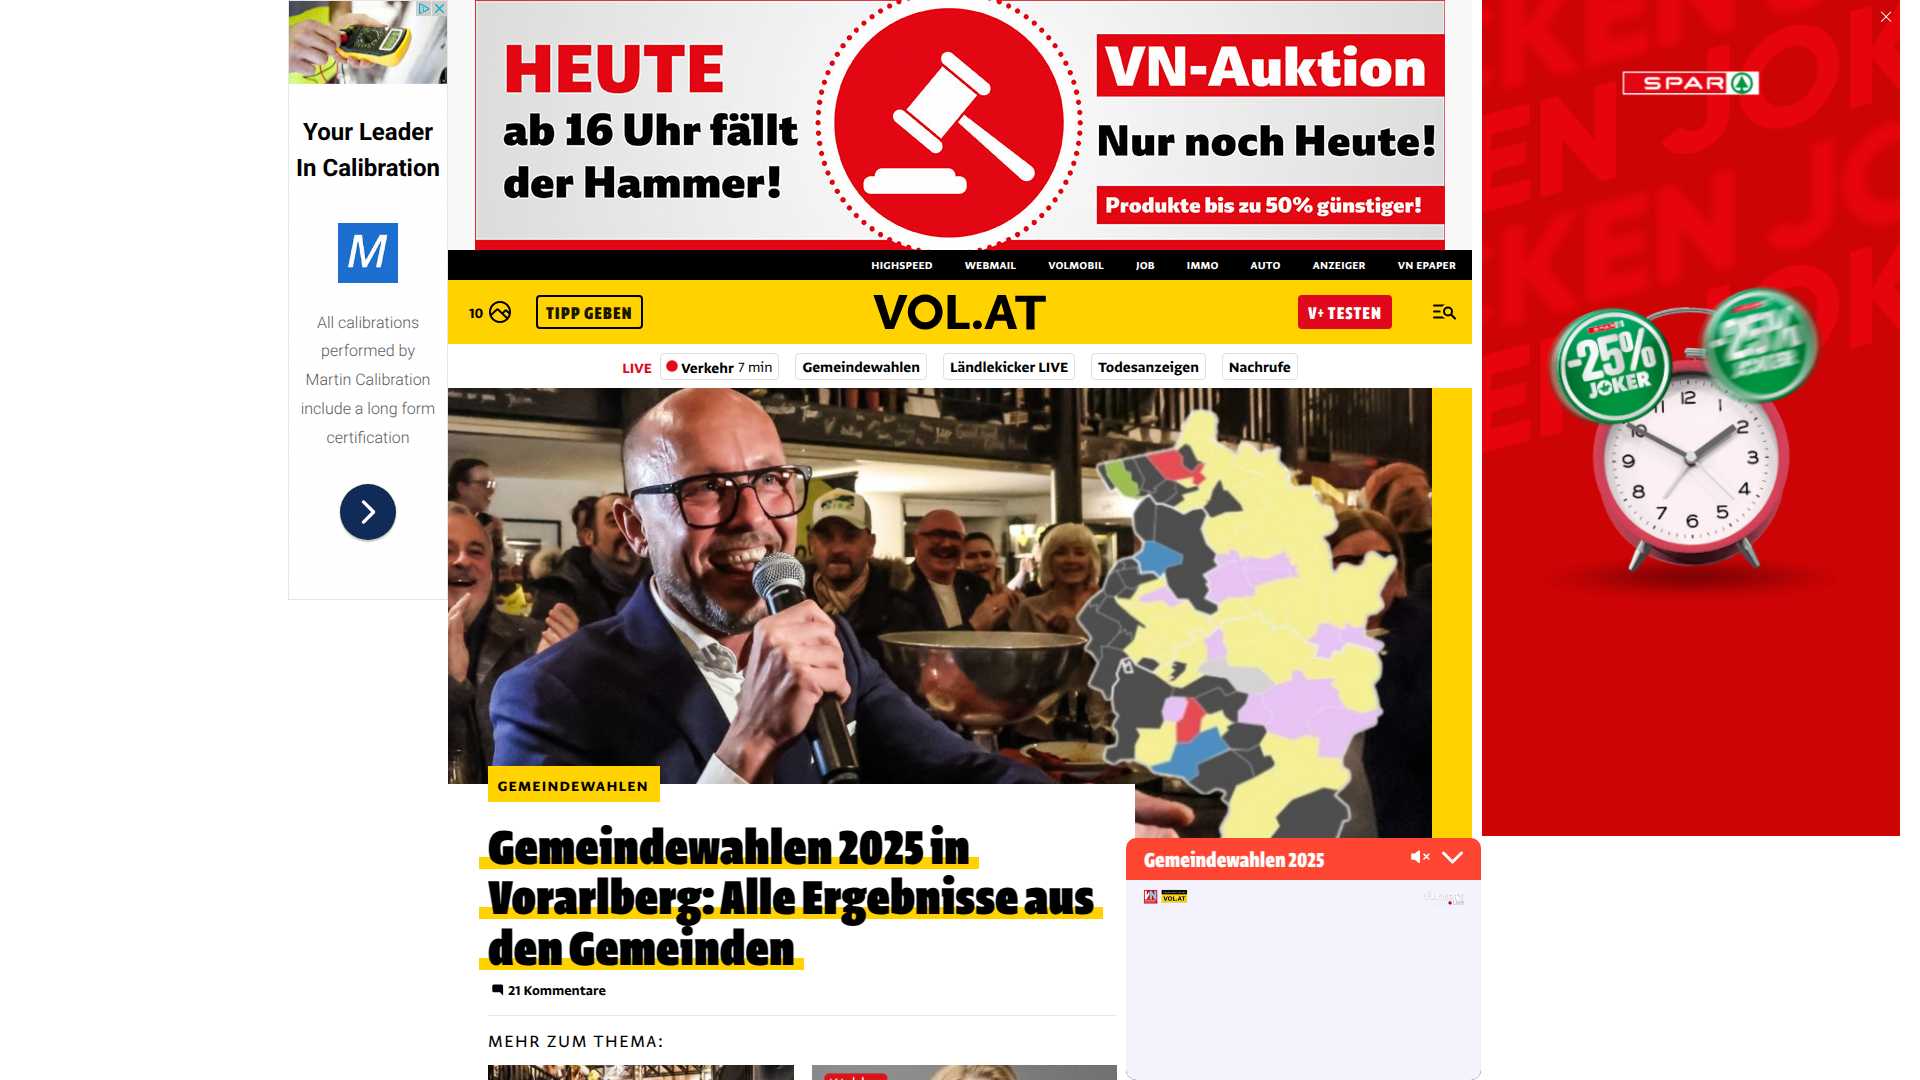 Your Leader
In Calibration
M
All calibrations
performed by
Martin Calibration
include a long form
certification
HEUTE
ab 16 Uhr fällt
der Hammer!
VN-Auktion
Nur noch Heute!
Produkte bis zu 50% günstiger!
HIGHSPEED WEBMAIL VOLMOBIL JOB IMMO AUTO ANZEIGER VN EPAPER
10 TIPP GEBEN VOL.AT V+ TESTEN
LIVE Verkehr 7 min Gemeindewahlen Ländlekicker LIVE Todesanzeigen Nachrufe
GEMEINDEWAHLEN
Gemeindewahlen 2025 in
Vorarlberg: Alle Ergebnisse aus
den Gemeinden
21 Kommentare
MEHR ZUM THEMA:
Gemeindewahlen 2025
VOL.AT
SPAR
-25%
JOKER
-25%
JOKER
11 12 1
10 2
9 3
8 4
7 6 5